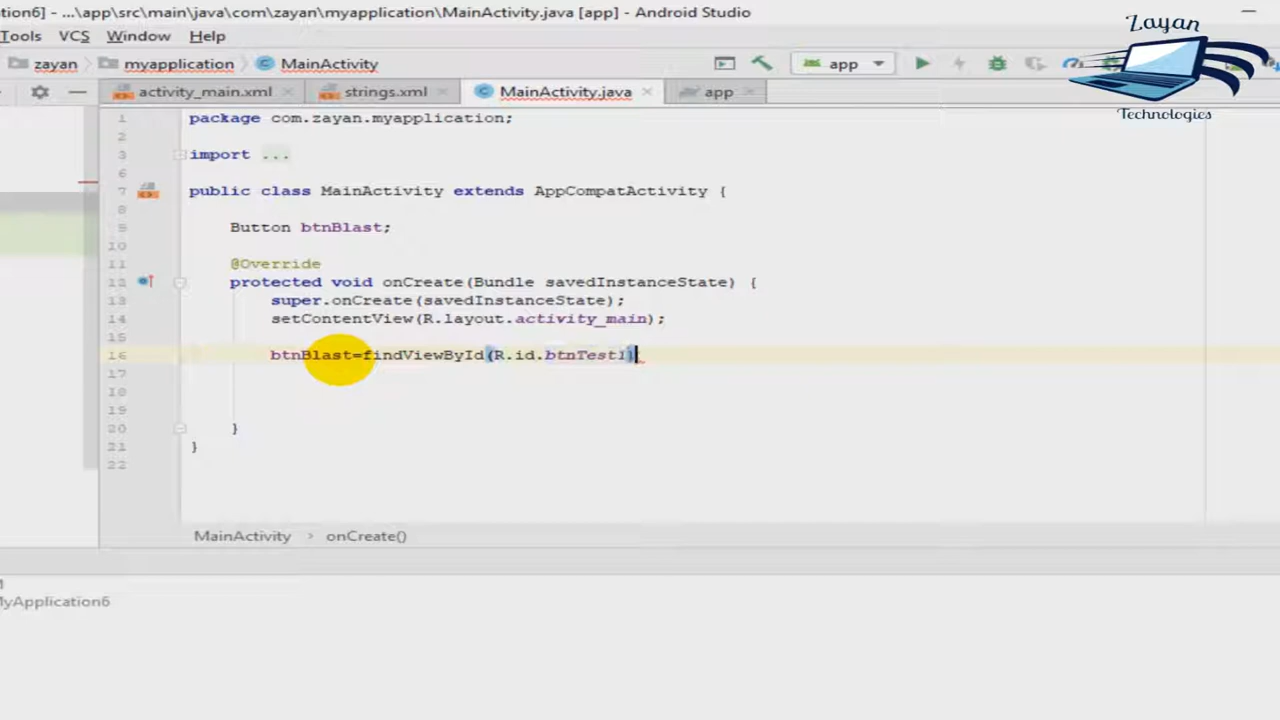 ation6] - ...\app\src\main\java\com\zayan\myapplication\MainActivity.java [app] - Android Studio
Tools VCS Window Help
zayan myapplication MainActivity app
activity_main.xml strings.xml MainActivity.java app
Zayan
Technologies
1 package com.zayan.myapplication;
2
3 import ...
6
7 public class MainActivity extends AppCompatActivity {
8
9 Button btnBlast;
10
11 @Override
12 protected void onCreate(Bundle savedInstanceState) {
13 super.onCreate(savedInstanceState);
14 setContentView(R.layout.activity_main);
15
16 btnBlast=findViewById(R.id.btnTest1)
17
18
19
20 }
21 }
22
MainActivity › onCreate()
MyApplication6